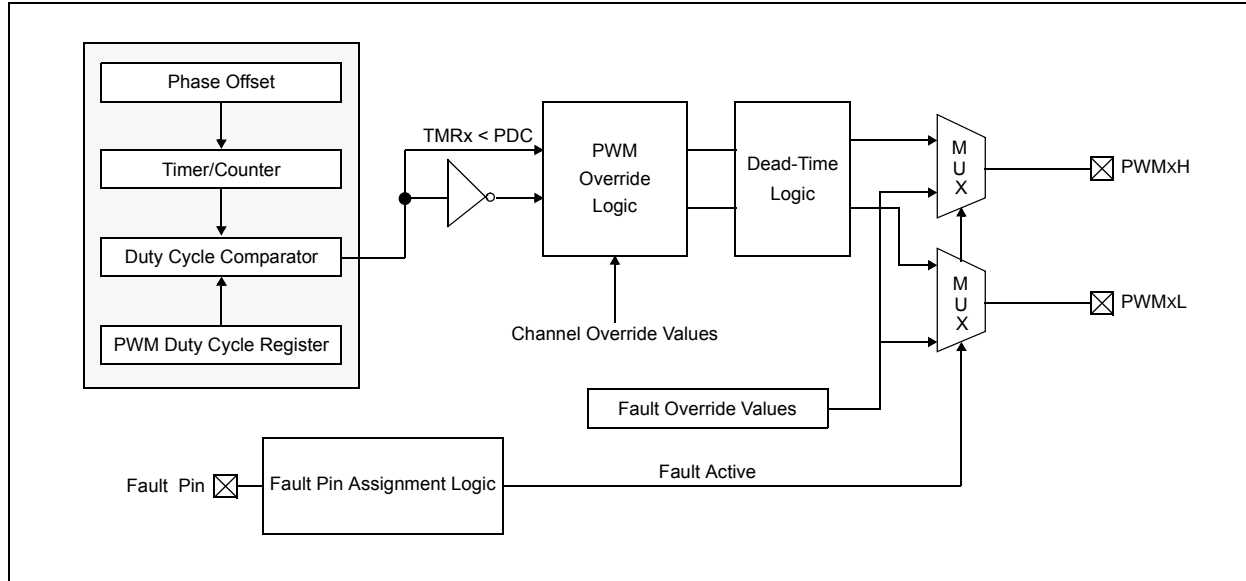 Phase Offset
Timer/Counter
Duty Cycle Comparator
PWM Duty Cycle Register
TMRx < PDC
PWM
Override
Logic
Channel Override Values
Dead-Time
Logic
M
U
X
PWMxH
M
U
X
PWMxL
Fault Override Values
Fault Pin
Fault Pin Assignment Logic
Fault Active